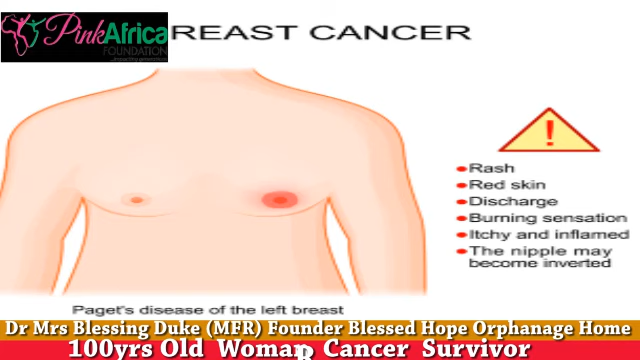 PinkAfrica
FOUNDATION
REAST CANCER
Rash
Red skin
Discharge
Burning sensation
Itchy and inflamed
The nipple may
become inverted
Paget's disease of the left breast
Dr Mrs Blessing Duke (MFR) Founder Blessed Hope Orphanage Home
100yrs Old Woman Cancer Survivor